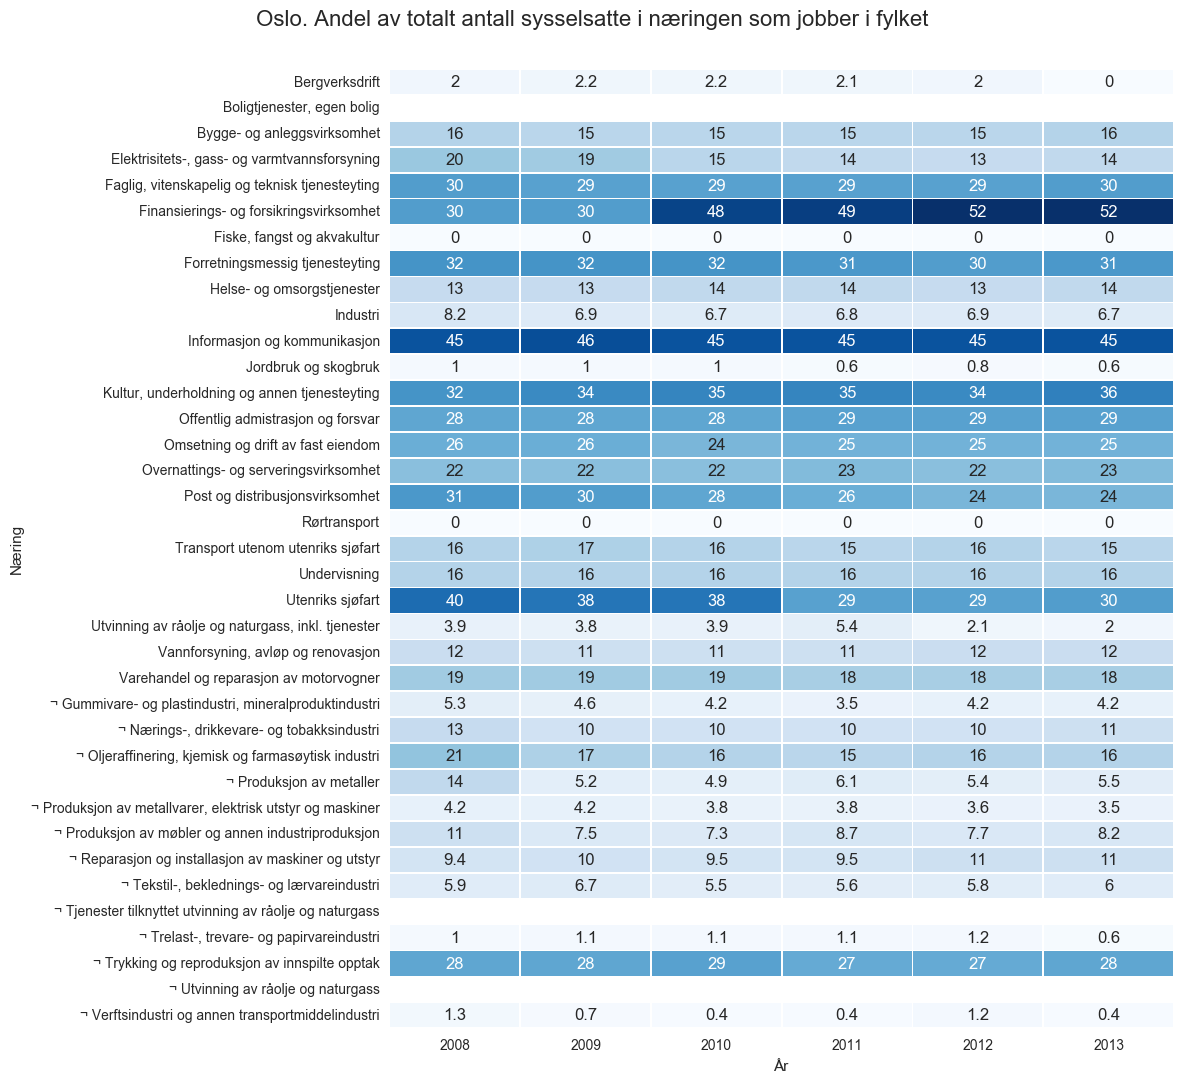 Oslo. Andel av totalt antall sysselsatte i næringen som jobber i fylket
Næring
Bergverksdrift 2 2.2 2.2 2.1 2 0
Boligtjenester, egen bolig
Bygge- og anleggsvirksomhet 16 15 15 15 15 16
Elektrisitets-, gass- og varmtvannsforsyning 20 19 15 14 13 14
Faglig, vitenskapelig og teknisk tjenesteyting 30 29 29 29 29 30
Finansierings- og forsikringsvirksomhet 30 30 48 49 52 52
Fiske, fangst og akvakultur 0 0 0 0 0 0
Forretningsmessig tjenesteyting 32 32 32 31 30 31
Helse- og omsorgstjenester 13 13 14 14 13 14
Industri 8.2 6.9 6.7 6.8 6.9 6.7
Informasjon og kommunikasjon 45 46 45 45 45 45
Jordbruk og skogbruk 1 1 1 0.6 0.8 0.6
Kultur, underholdning og annen tjenesteyting 32 34 35 35 34 36
Offentlig admistrasjon og forsvar 28 28 28 29 29 29
Omsetning og drift av fast eiendom 26 26 24 25 25 25
Overnattings- og serveringsvirksomhet 22 22 22 23 22 23
Post og distribusjonsvirksomhet 31 30 28 26 24 24
Rørtransport 0 0 0 0 0 0
Transport utenom utenriks sjøfart 16 17 16 15 16 15
Undervisning 16 16 16 16 16 16
Utenriks sjøfart 40 38 38 29 29 30
Utvinning av råolje og naturgass, inkl. tjenester 3.9 3.8 3.9 5.4 2.1 2
Vannforsyning, avløp og renovasjon 12 11 11 11 12 12
Varehandel og reparasjon av motorvogner 19 19 19 18 18 18
¬ Gummivare- og plastindustri, mineralproduktindustri 5.3 4.6 4.2 3.5 4.2 4.2
¬ Nærings-, drikkevare- og tobakksindustri 13 10 10 10 10 11
¬ Oljeraffinering, kjemisk og farmasøytisk industri 21 17 16 15 16 16
¬ Produksjon av metaller 14 5.2 4.9 6.1 5.4 5.5
¬ Produksjon av metallvarer, elektrisk utstyr og maskiner 4.2 4.2 3.8 3.8 3.6 3.5
¬ Produksjon av møbler og annen industriproduksjon 11 7.5 7.3 8.7 7.7 8.2
¬ Reparasjon og installasjon av maskiner og utstyr 9.4 10 9.5 9.5 11 11
¬ Tekstil-, beklednings- og lærvareindustri 5.9 6.7 5.5 5.6 5.8 6
¬ Tjenester tilknyttet utvinning av råolje og naturgass
¬ Trelast-, trevare- og papirvareindustri 1 1.1 1.1 1.1 1.2 0.6
¬ Trykking og reproduksjon av innspilte opptak 28 28 29 27 27 28
¬ Utvinning av råolje og naturgass
¬ Verftsindustri og annen transportmiddelindustri 1.3 0.7 0.4 0.4 1.2 0.4
2008 2009 2010 2011 2012 2013
År